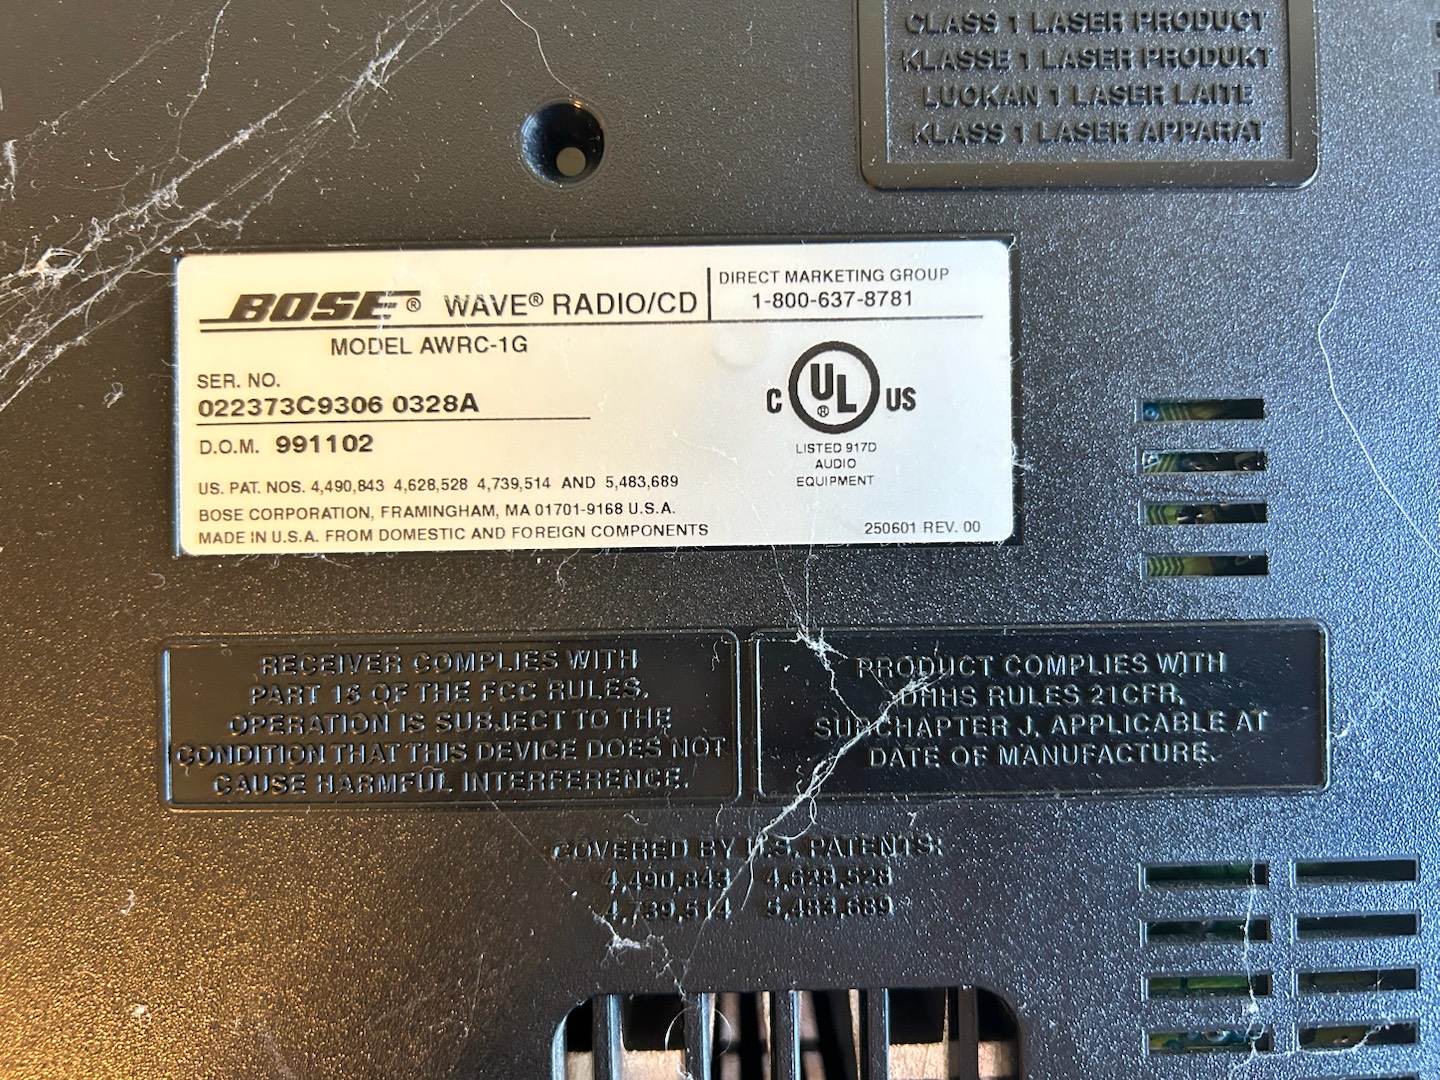 CLASS 1 LASER PRODUCT
KLASSE 1 LASER PRODUKT
LUOKAN 1 LASER LAITE
KLASS 1 LASER APPARAT
BOSE® WAVE® RADIO/CD
DIRECT MARKETING GROUP
1-800-637-8781
MODEL AWRC-1G
SER. NO.
022373C9306 0328A
D.O.M. 991102
C UL® US
LISTED 917D
AUDIO
EQUIPMENT
US. PAT. NOS. 4,490,843 4,628,528 4,739,514 AND 5,483,689
BOSE CORPORATION, FRAMINGHAM, MA 01701-9168 U.S.A.
MADE IN U.S.A. FROM DOMESTIC AND FOREIGN COMPONENTS
250601 REV. 00
RECEIVER COMPLIES WITH
PART 15 OF THE FCC RULES.
OPERATION IS SUBJECT TO THE
CONDITION THAT THIS DEVICE DOES NOT
CAUSE HARMFUL INTERFERENCE.
PRODUCT COMPLIES WITH
DHHS RULES 21CFR,
SUBCHAPTER J, APPLICABLE AT
DATE OF MANUFACTURE.
COVERED BY U.S. PATENTS:
4,490,843 4,628,528
4,739,514 5,483,689